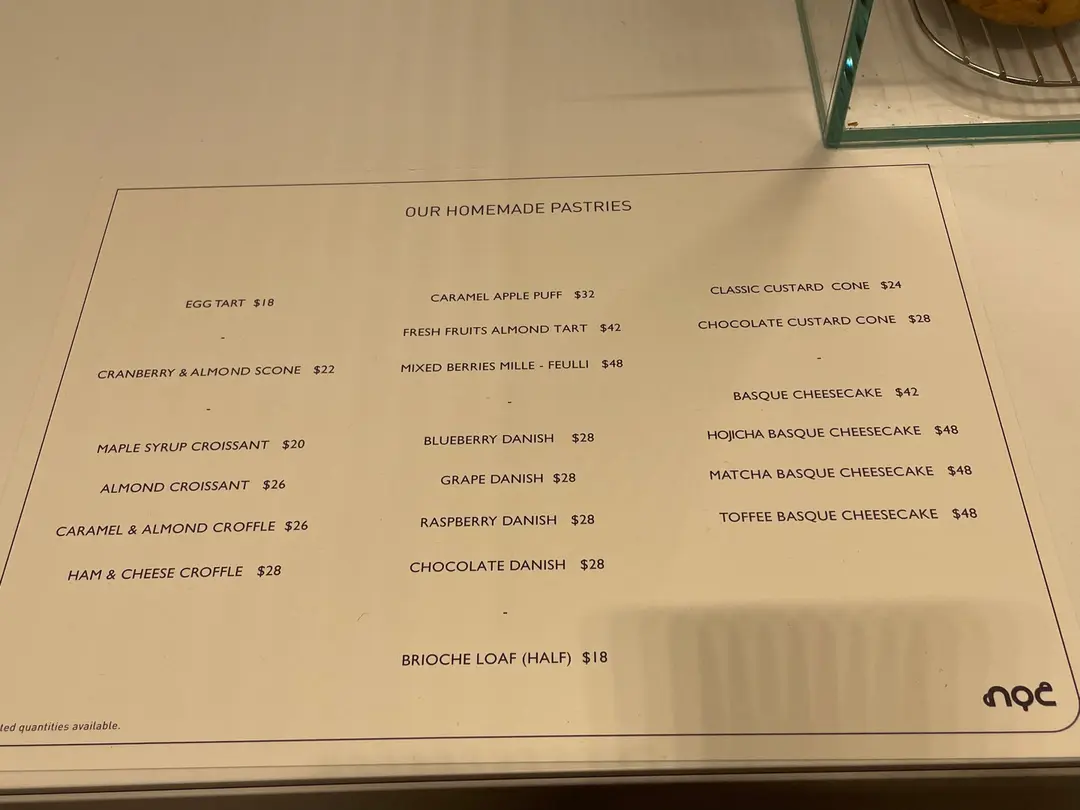 OUR HOMEMADE PASTRIES
EGG TART $18
-
CRANBERRY & ALMOND SCONE $22
-
MAPLE SYRUP CROISSANT $20
ALMOND CROISSANT $26
CARAMEL & ALMOND CROFFLE $26
HAM & CHEESE CROFFLE $28
CARAMEL APPLE PUFF $32
FRESH FRUITS ALMOND TART $42
MIXED BERRIES MILLE - FEULLI $48
-
BLUEBERRY DANISH $28
GRAPE DANISH $28
RASPBERRY DANISH $28
CHOCOLATE DANISH $28
-
BRIOCHE LOAF (HALF) $18
CLASSIC CUSTARD CONE $24
CHOCOLATE CUSTARD CONE $28
-
BASQUE CHEESECAKE $42
HOJICHA BASQUE CHEESECAKE $48
MATCHA BASQUE CHEESECAKE $48
TOFFEE BASQUE CHEESECAKE $48
quantities available.
noc